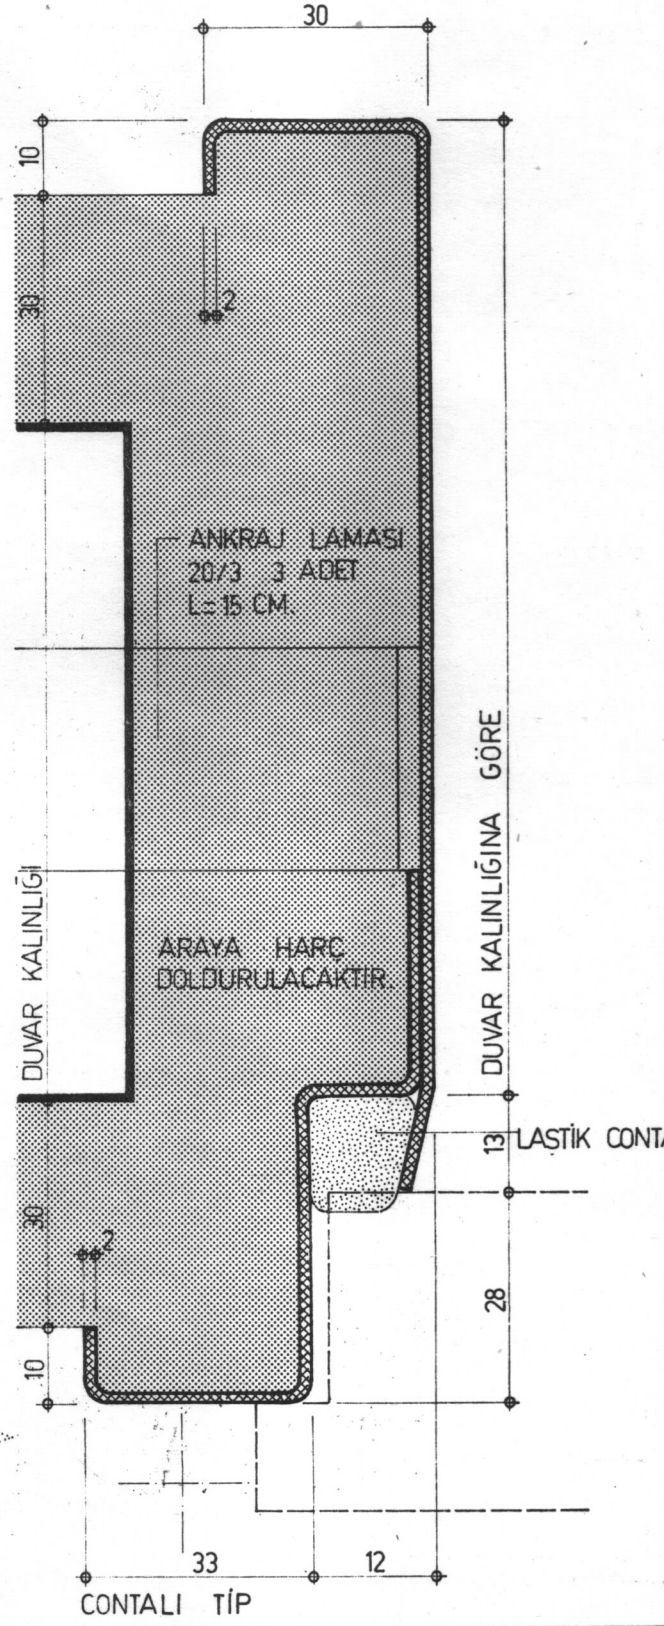 30
10
30
2
ANKRAJ LAMASI
20/3 3 ADET
L=15 CM.
DUVAR KALINLIĞINA GÖRE
DUVAR KALINLIĞI
ARAYA HARÇ
DOLDURULACAKTIR.
13
LASTİK CONTA
30
2
28
10
33
12
CONTALI TİP